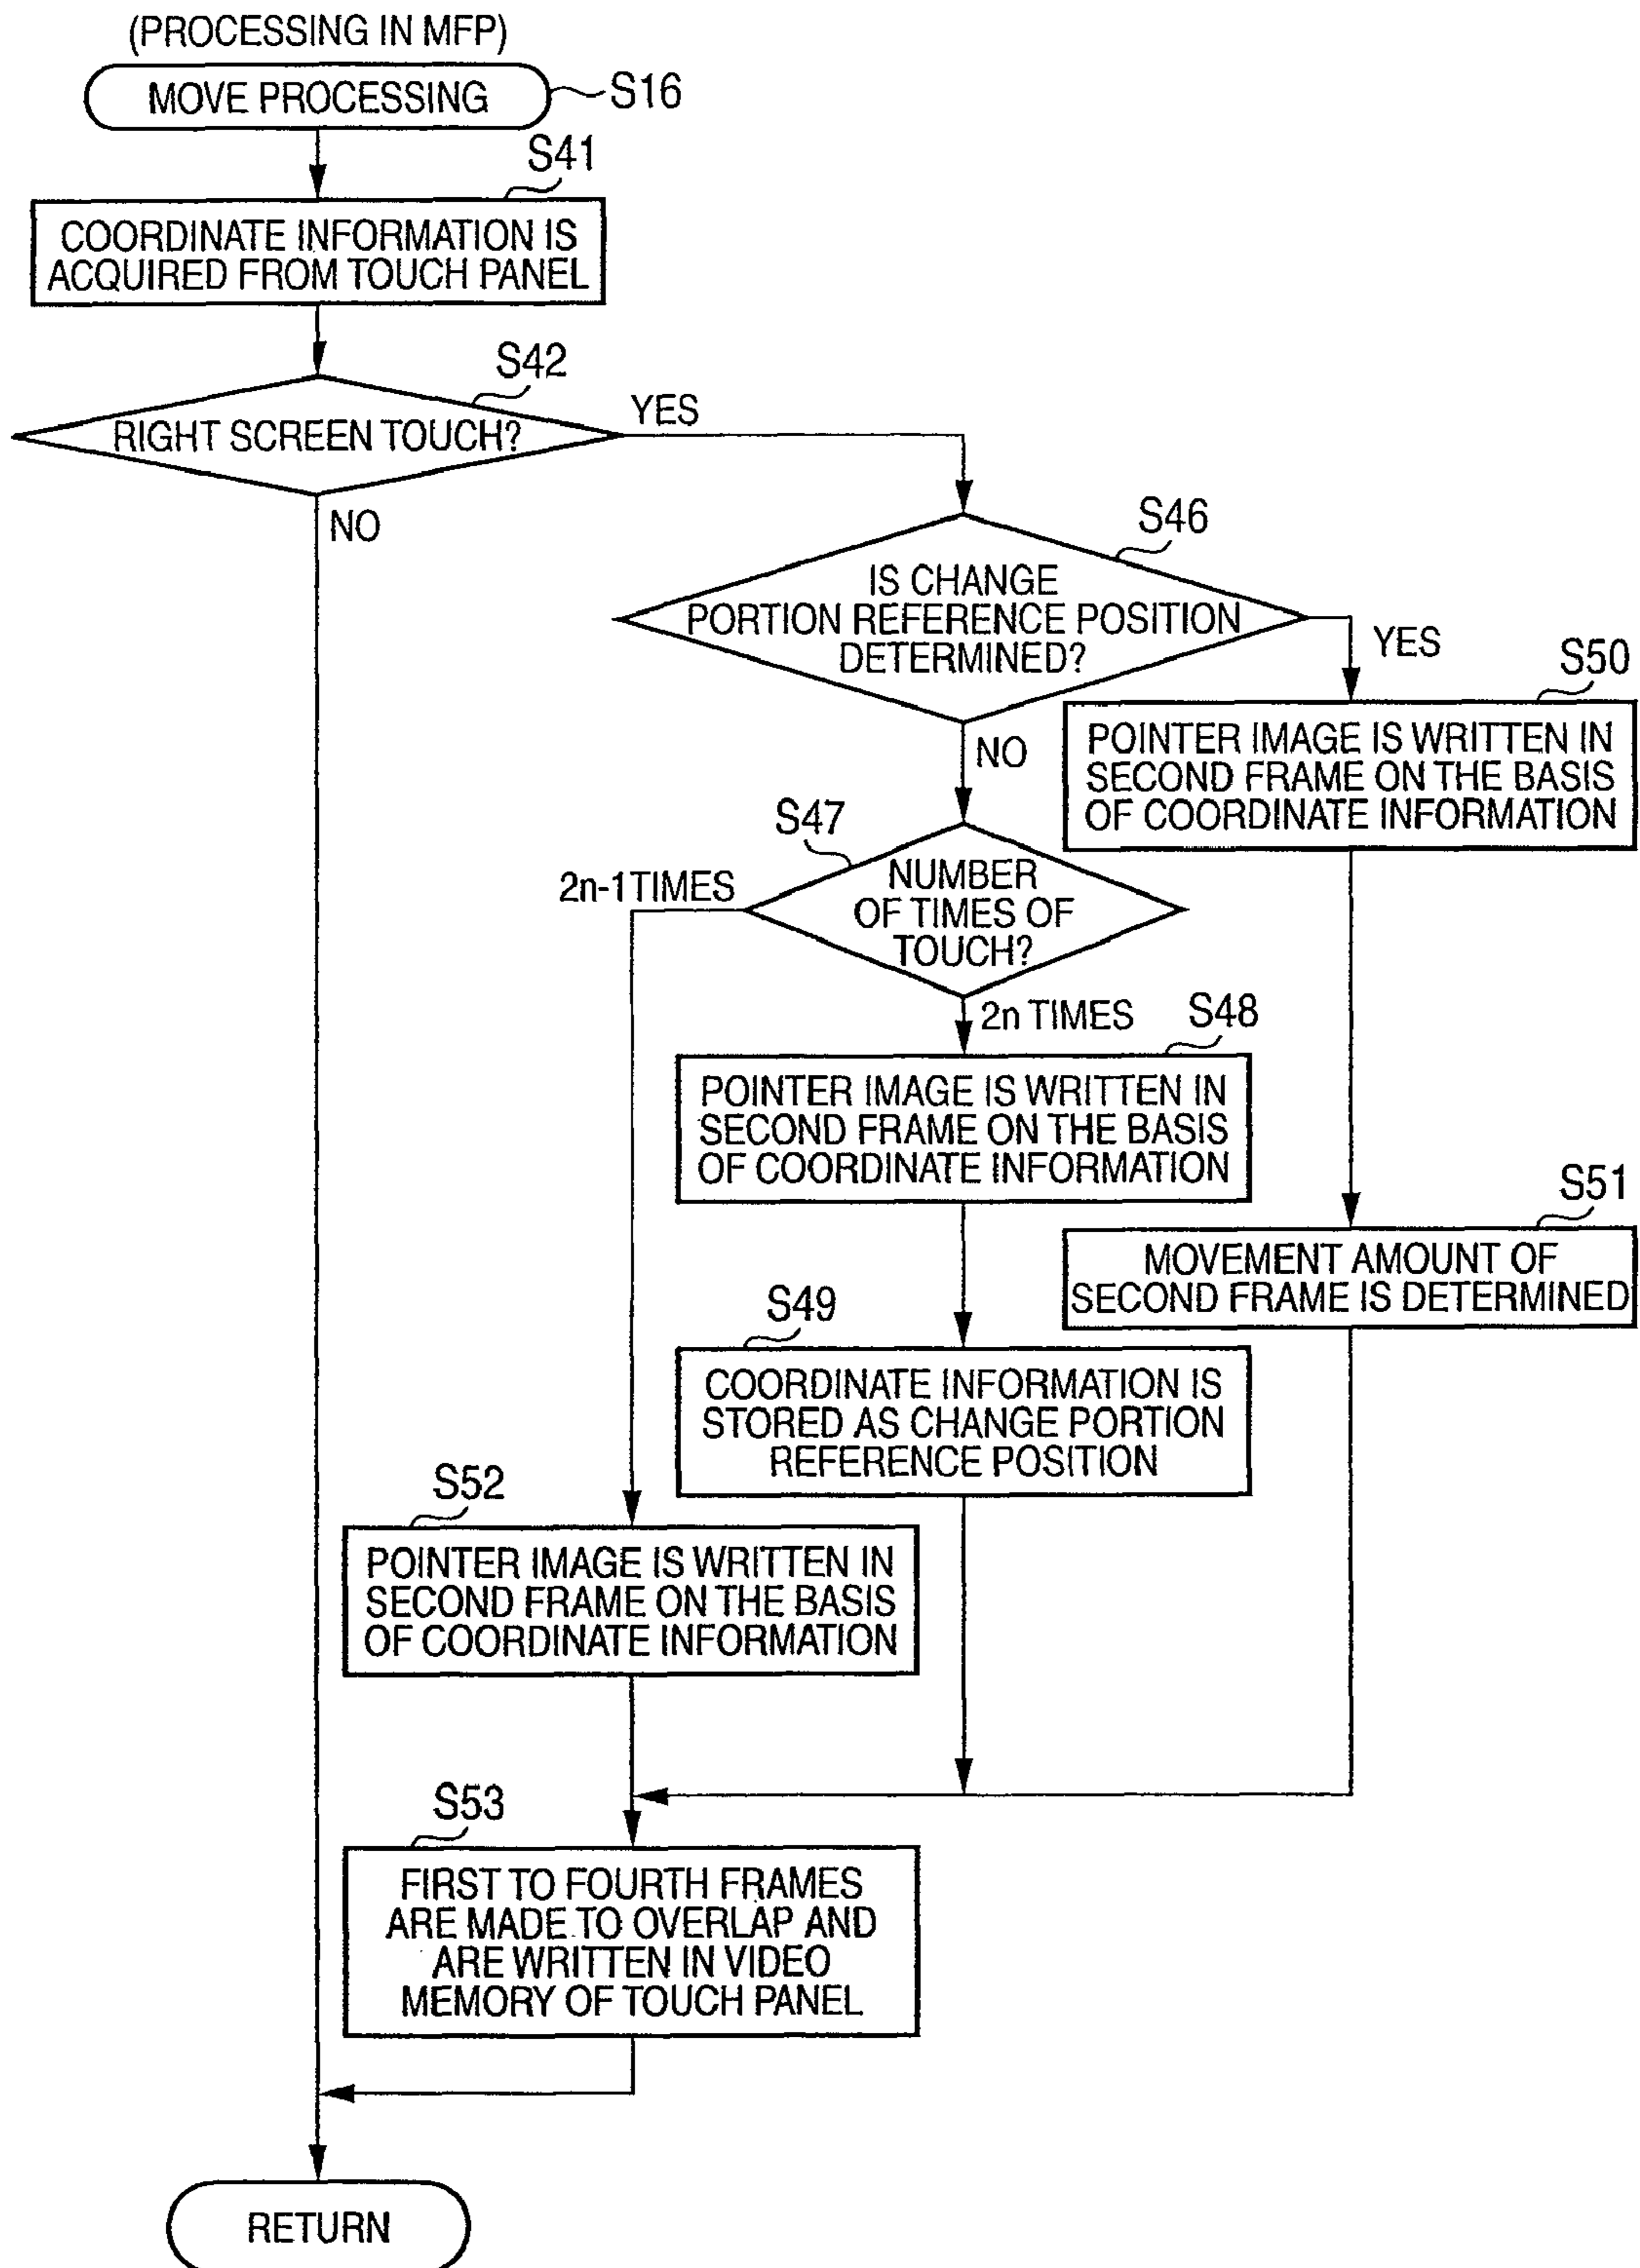 (PROCESSING IN MFP)
MOVE PROCESSING
S16
S41
COORDINATE INFORMATION IS
ACQUIRED FROM TOUCH PANEL
S42
RIGHT SCREEN TOUCH?
YES
NO
S46
IS CHANGE
PORTION REFERENCE POSITION
DETERMINED?
YES
NO
S50
POINTER IMAGE IS WRITTEN IN
SECOND FRAME ON THE BASIS
OF COORDINATE INFORMATION
S47
NUMBER
OF TIMES OF
TOUCH?
2n-1 TIMES
2n TIMES
S48
POINTER IMAGE IS WRITTEN IN
SECOND FRAME ON THE BASIS
OF COORDINATE INFORMATION
S51
MOVEMENT AMOUNT OF
SECOND FRAME IS DETERMINED
S49
COORDINATE INFORMATION IS
STORED AS CHANGE PORTION
REFERENCE POSITION
S52
POINTER IMAGE IS WRITTEN IN
SECOND FRAME ON THE BASIS
OF COORDINATE INFORMATION
S53
FIRST TO FOURTH FRAMES
ARE MADE TO OVERLAP AND
ARE WRITTEN IN VIDEO
MEMORY OF TOUCH PANEL
RETURN